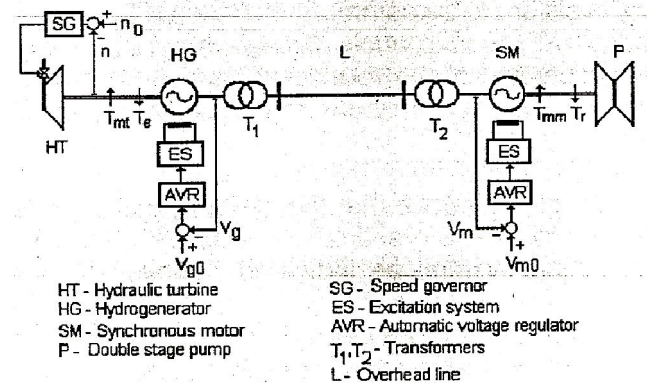 SG + n0
- n
HG
L
SM
P
HT
Tmt Te
T1
T2
Tmm Tr
ES
ES
AVR
AVR
Vg
-
+
Vg0
Vm
-
+
Vm0
HT - Hydraulic turbine
HG - Hydrogenerator
SM - Synchronous motor
P - Double stage pump
SG - Speed governor
ES - Excitation system
AVR - Automatic voltage regulator
T1,T2 - Transformers
L - Overhead line